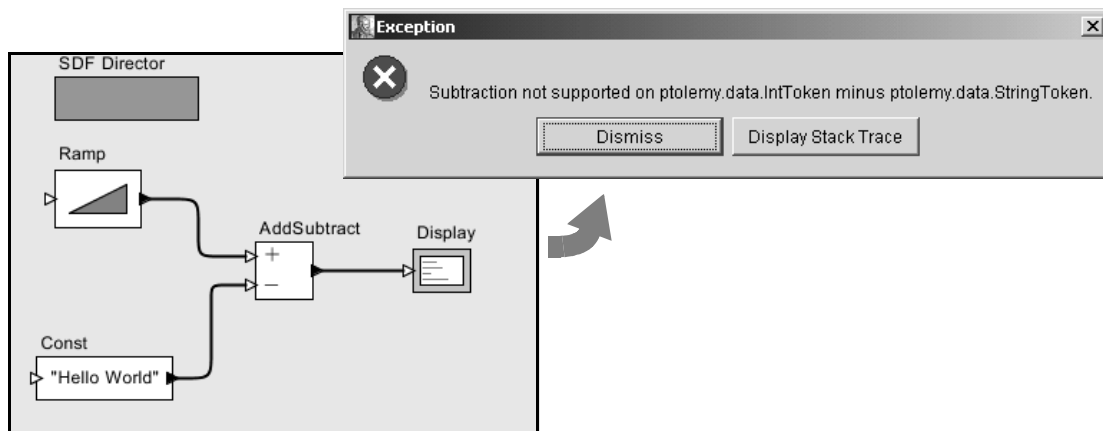 Exception
Subtraction not supported on ptolemy.data.IntToken minus ptolemy.data.StringToken.
Dismiss
Display Stack Trace
SDF Director
Ramp
AddSubtract
+
−
Display
Const
"Hello World"